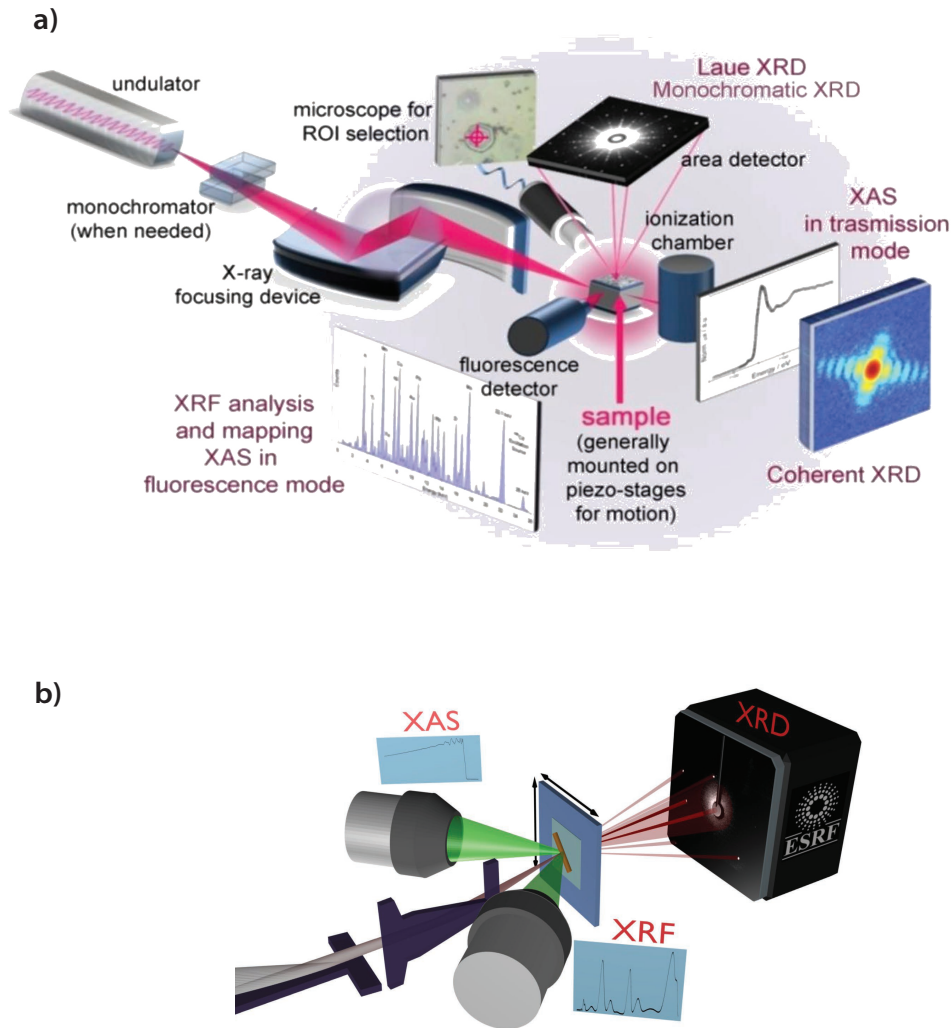 a)
undulator
microscope for
ROI selection
Laue XRD
Monochromatic XRD
area detector
monochromator
(when needed)
ionization
chamber
XAS
in trasmission
mode
X-ray
focusing device
fluorescence
detector
Energy / eV
XRF analysis
and mapping
XAS in
fluorescence mode
sample
(generally
mounted on
piezo-stages
for motion)
Coherent XRD
b)
XAS
XRD
ESRF
XRF